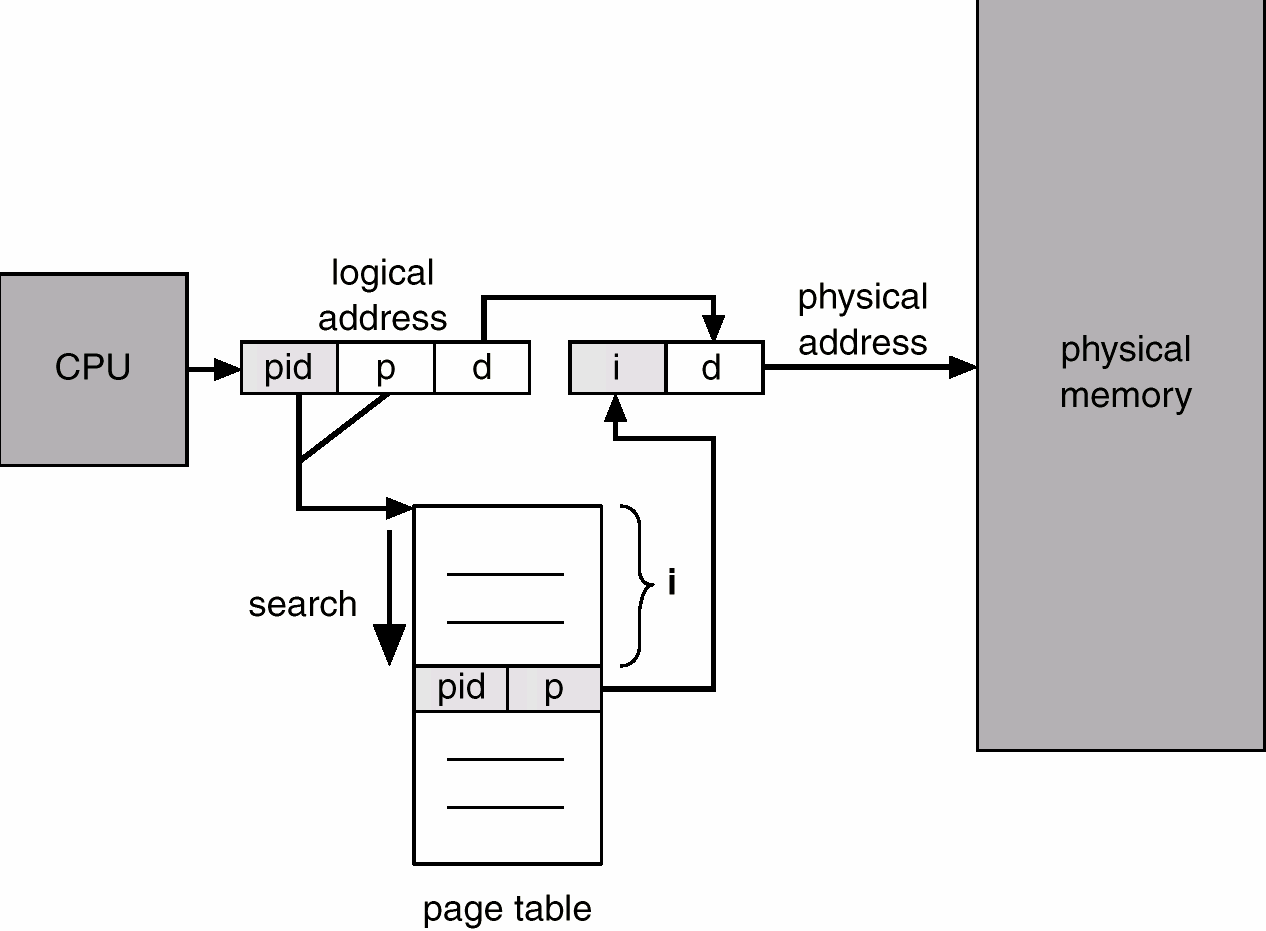 logical
address
physical
address
CPU
pid
p
d
i
d
physical
memory
search
i
pid
p
page table